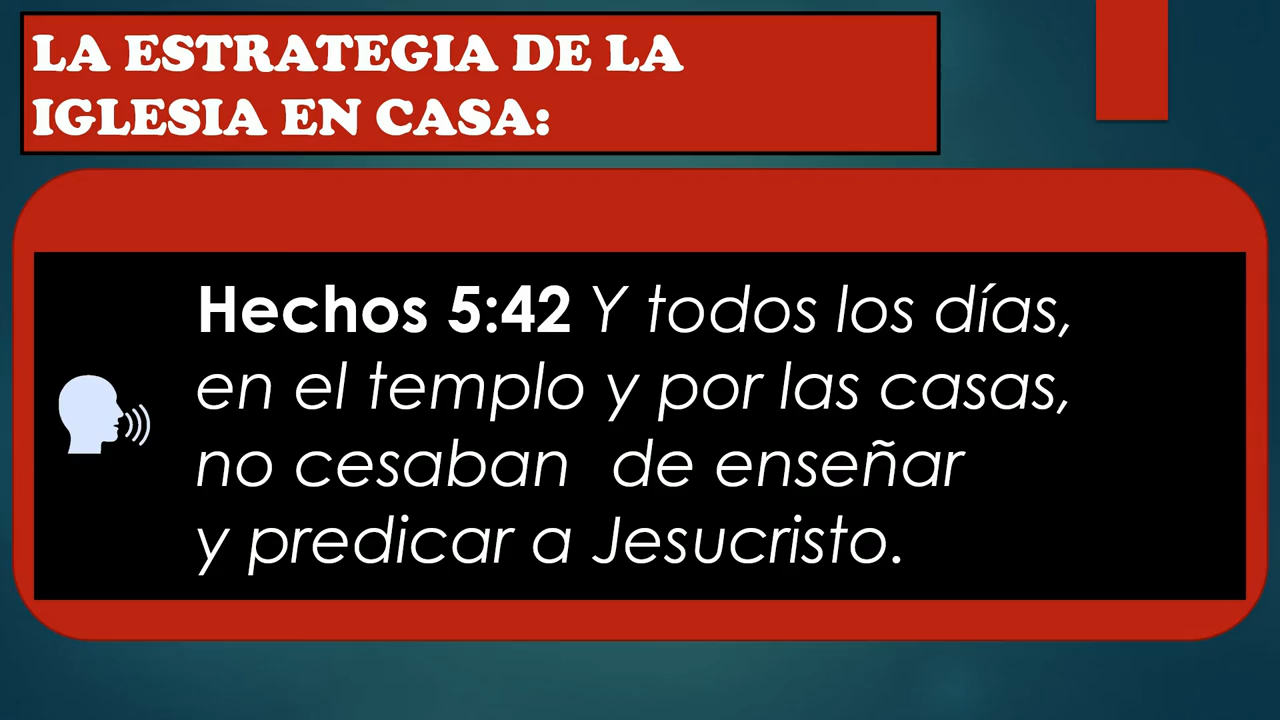 LA ESTRATEGIA DE LA
IGLESIA EN CASA:
Hechos 5:42 Y todos los días,
en el templo y por las casas,
no cesaban de enseñar
y predicar a Jesucristo.